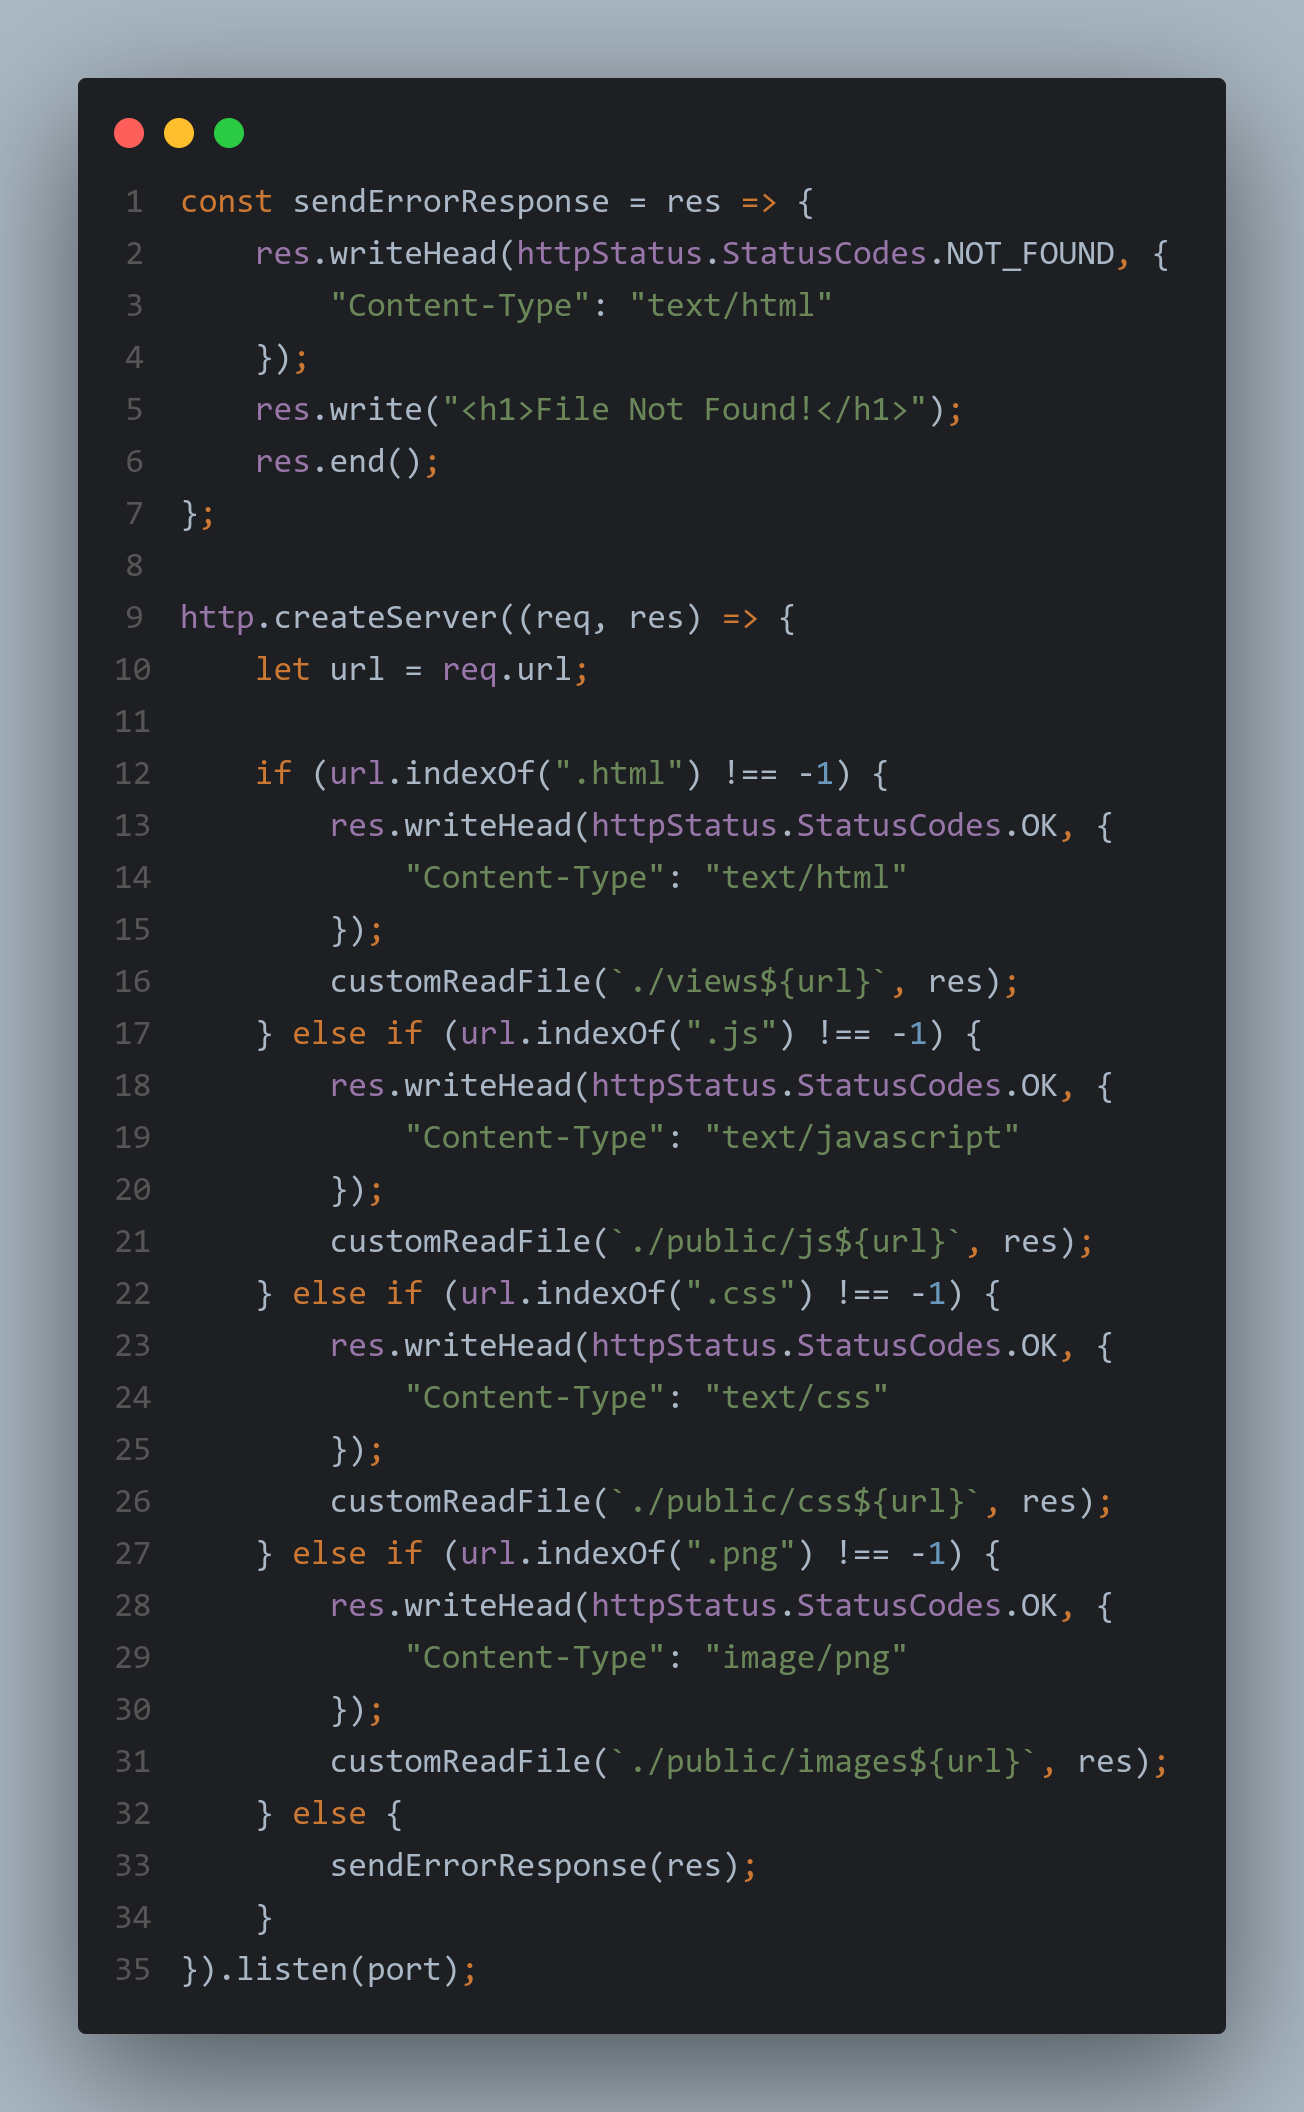 1 const sendErrorResponse = res => {
2     res.writeHead(httpStatus.StatusCodes.NOT_FOUND, {
3         "Content-Type": "text/html"
4     });
5     res.write("<h1>File Not Found!</h1>");
6     res.end();
7 };
8
9 http.createServer((req, res) => {
10     let url = req.url;
11
12     if (url.indexOf(".html") !== -1) {
13         res.writeHead(httpStatus.StatusCodes.OK, {
14             "Content-Type": "text/html"
15         });
16         customReadFile(`./views${url}`, res);
17     } else if (url.indexOf(".js") !== -1) {
18         res.writeHead(httpStatus.StatusCodes.OK, {
19             "Content-Type": "text/javascript"
20         });
21         customReadFile(`./public/js${url}`, res);
22     } else if (url.indexOf(".css") !== -1) {
23         res.writeHead(httpStatus.StatusCodes.OK, {
24             "Content-Type": "text/css"
25         });
26         customReadFile(`./public/css${url}`, res);
27     } else if (url.indexOf(".png") !== -1) {
28         res.writeHead(httpStatus.StatusCodes.OK, {
29             "Content-Type": "image/png"
30         });
31         customReadFile(`./public/images${url}`, res);
32     } else {
33         sendErrorResponse(res);
34     }
35 }).listen(port);